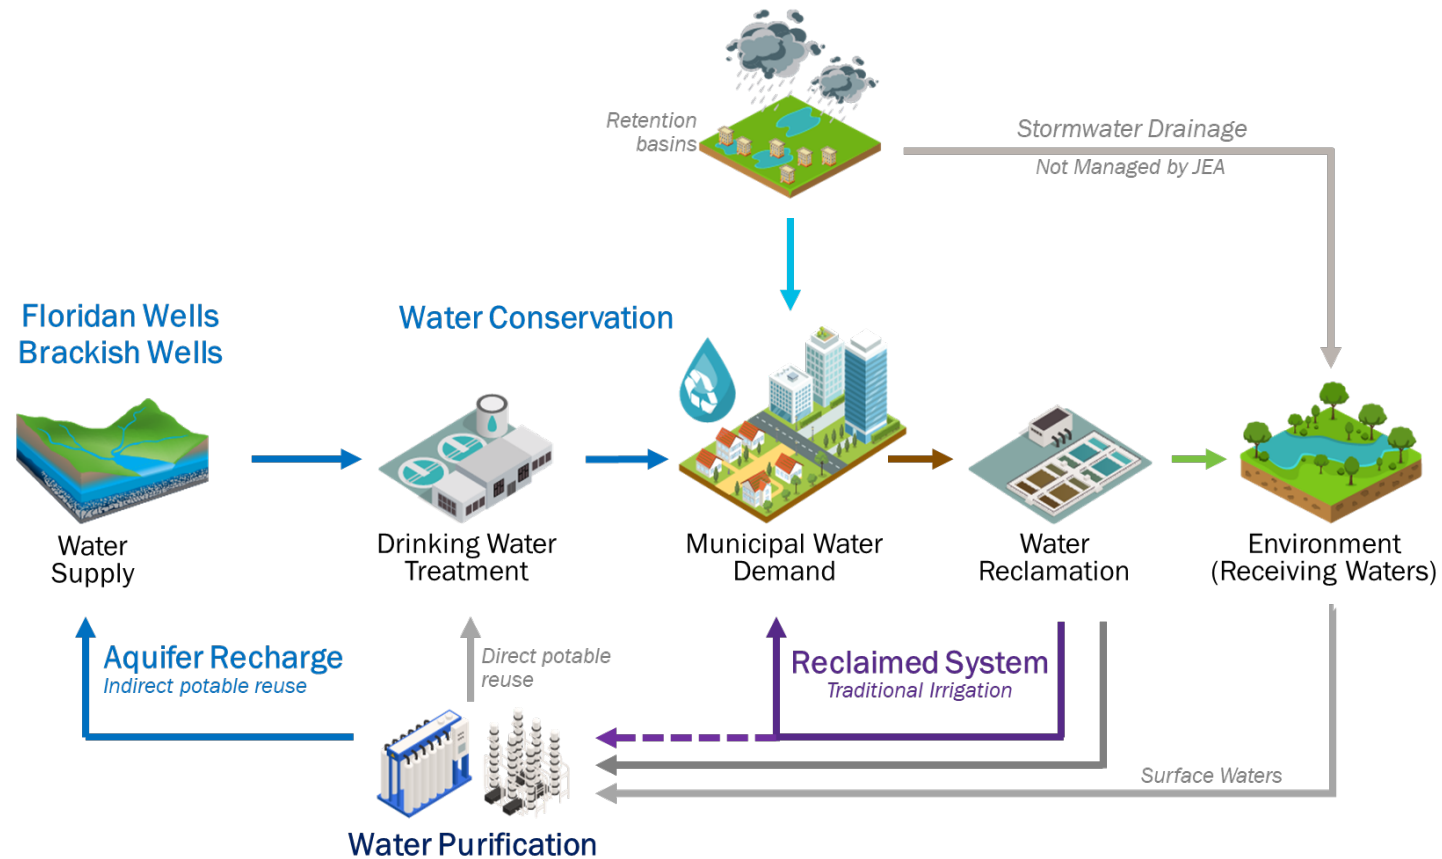 Retention
basins
Stormwater Drainage
Not Managed by JEA
Floridan Wells
Brackish Wells
Water Conservation
Water
Supply
Drinking Water
Treatment
Municipal Water
Demand
Water
Reclamation
Environment
(Receiving Waters)
Aquifer Recharge
Indirect potable reuse
Direct potable
reuse
Reclaimed System
Traditional Irrigation
Surface Waters
Water Purification